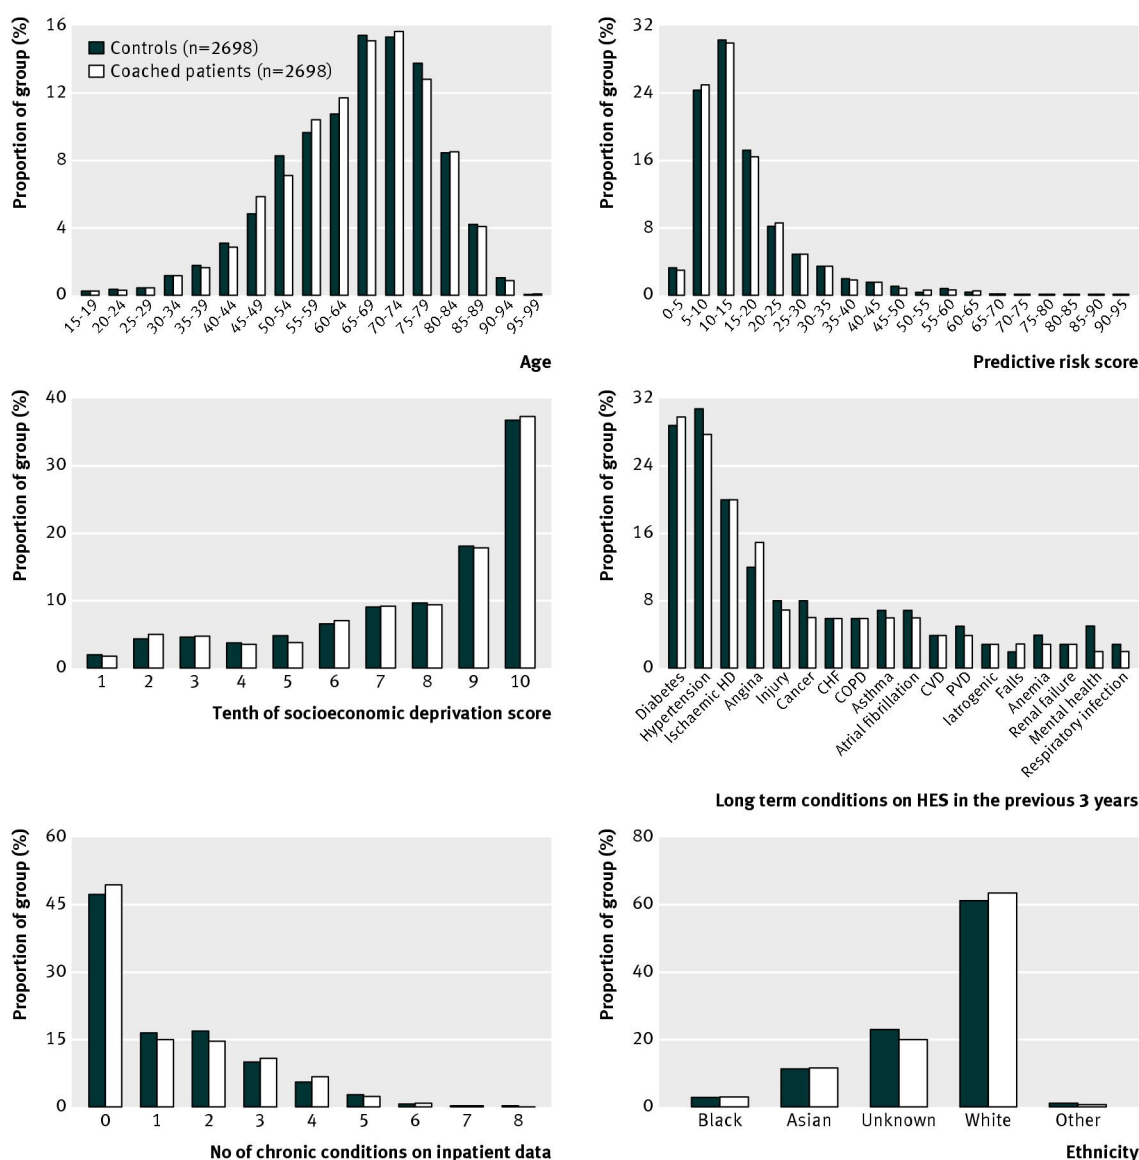 Proportion of group (%)
16
12
8
4
0
Controls (n=2698)
Coached patients (n=2698)
15-19
20-24
25-29
30-34
35-39
40-44
45-49
50-54
55-59
60-64
65-69
70-74
75-79
80-84
85-89
90-94
95-99
Age
Proportion of group (%)
32
24
16
8
0
0-5
5-10
10-15
15-20
20-25
25-30
30-35
35-40
40-45
45-50
50-55
55-60
60-65
65-70
70-75
75-80
80-85
85-90
90-95
Predictive risk score
Proportion of group (%)
40
30
20
10
0
1 2 3 4 5 6 7 8 9 10
Tenth of socioeconomic deprivation score
Proportion of group (%)
32
24
16
8
0
Diabetes
Hypertension
Ischaemic HD
Angina
Injury
Cancer
CHF
COPD
Asthma
Atrial fibrillation
CVD
PVD
Iatrogenic
Falls
Anemia
Renal failure
Mental health
Respiratory infection
Long term conditions on HES in the previous 3 years
Proportion of group (%)
60
45
30
15
0
0 1 2 3 4 5 6 7 8
No of chronic conditions on inpatient data
Proportion of group (%)
80
60
40
20
0
Black Asian Unknown White Other
Ethnicity